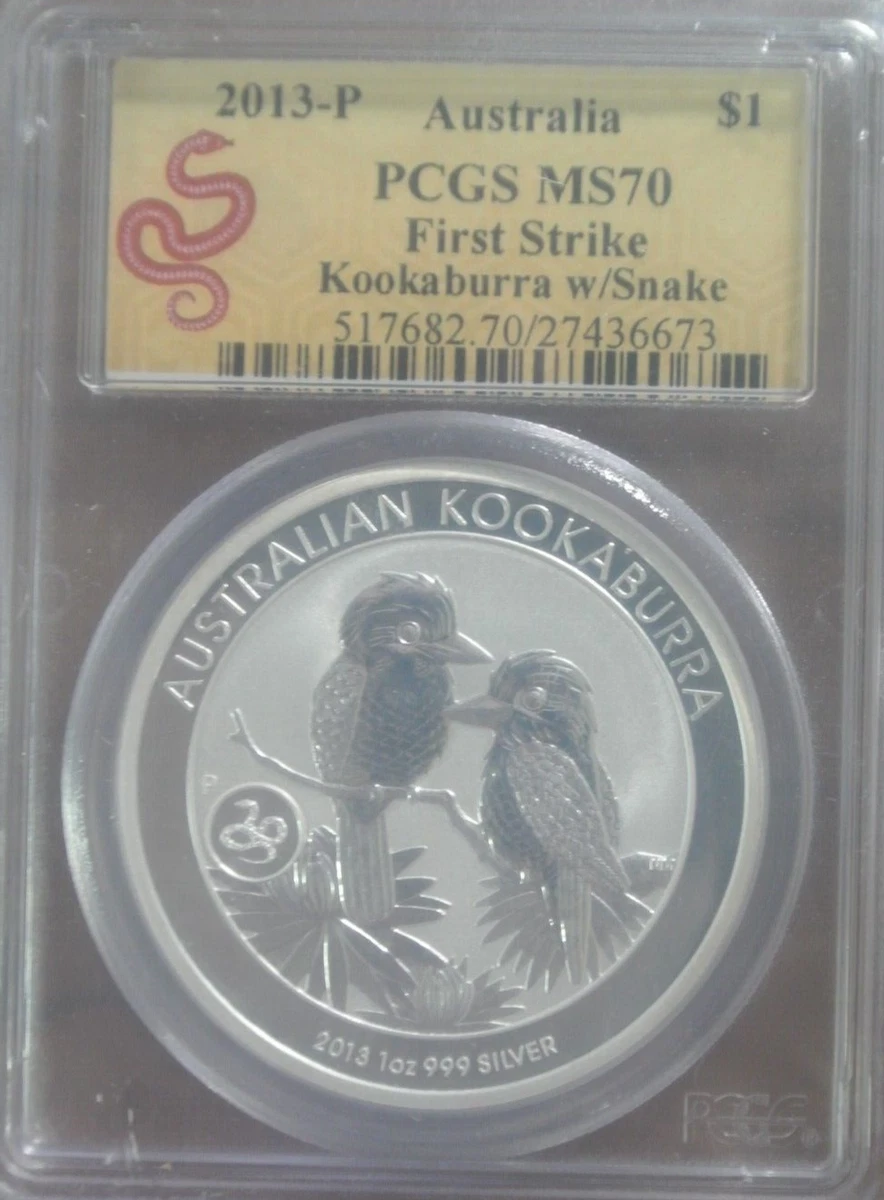 2013-P Australia $1
PCGS MS70
First Strike
Kookaburra w/Snake
517682.70/27436673
AUSTRALIAN KOOKABURRA
P
2013 1oz 999 SILVER
PCGS